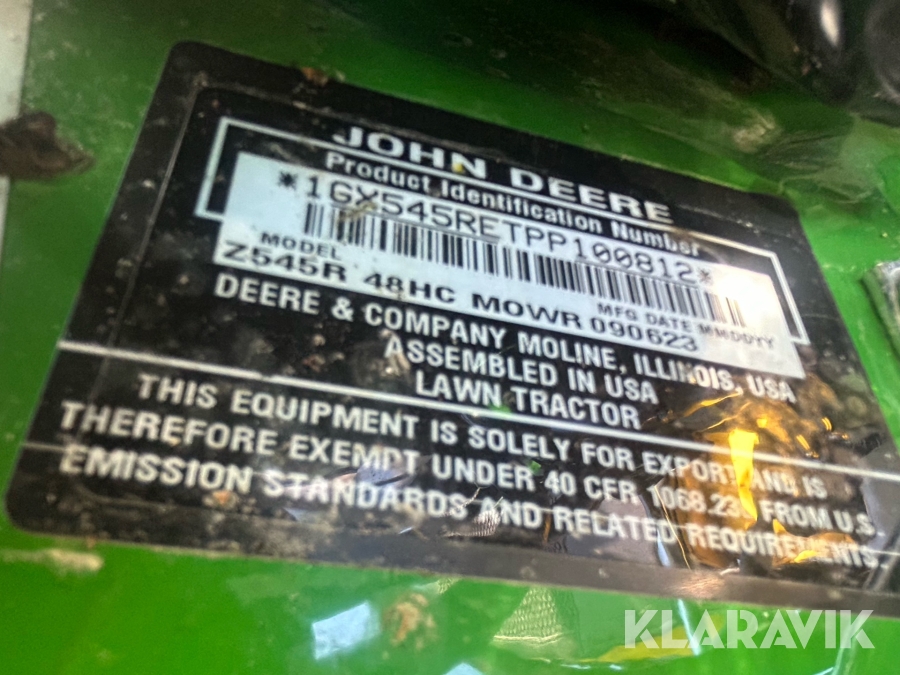 JOHN DEERE
Product Identification Number
*1GX545RETPP100812*
MODEL MFG DATE MMDDYY
Z545R 48HC MOWR 090623
DEERE & COMPANY MOLINE, ILLINOIS, USA
ASSEMBLED IN USA
LAWN TRACTOR
THIS EQUIPMENT IS SOLELY FOR EXPORT AND IS
THEREFORE EXEMPT UNDER 40 CFR 1068.230 FROM U.S.
EMISSION STANDARDS AND RELATED REQUIREMENTS.
KLARAVIK